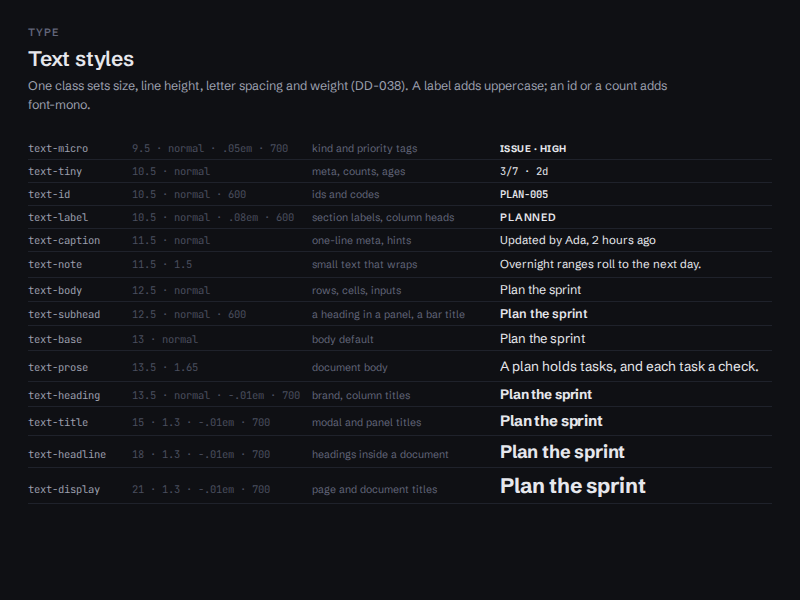 TYPE
Text styles
One class sets size, line height, letter spacing and weight (DD-038). A label adds uppercase; an id or a count adds
font-mono.
text-micro 9.5 · normal · .05em · 700 kind and priority tags ISSUE · HIGH
text-tiny 10.5 · normal meta, counts, ages 3/7 · 2d
text-id 10.5 · normal · 600 ids and codes PLAN-005
text-label 10.5 · normal · .08em · 600 section labels, column heads PLANNED
text-caption 11.5 · normal one-line meta, hints Updated by Ada, 2 hours ago
text-note 11.5 · 1.5 small text that wraps Overnight ranges roll to the next day.
text-body 12.5 · normal rows, cells, inputs Plan the sprint
text-subhead 12.5 · normal · 600 a heading in a panel, a bar title Plan the sprint
text-base 13 · normal body default Plan the sprint
text-prose 13.5 · 1.65 document body A plan holds tasks, and each task a check.
text-heading 13.5 · normal · -.01em · 700 brand, column titles Plan the sprint
text-title 15 · 1.3 · -.01em · 700 modal and panel titles Plan the sprint
text-headline 18 · 1.3 · -.01em · 700 headings inside a document Plan the sprint
text-display 21 · 1.3 · -.01em · 700 page and document titles Plan the sprint